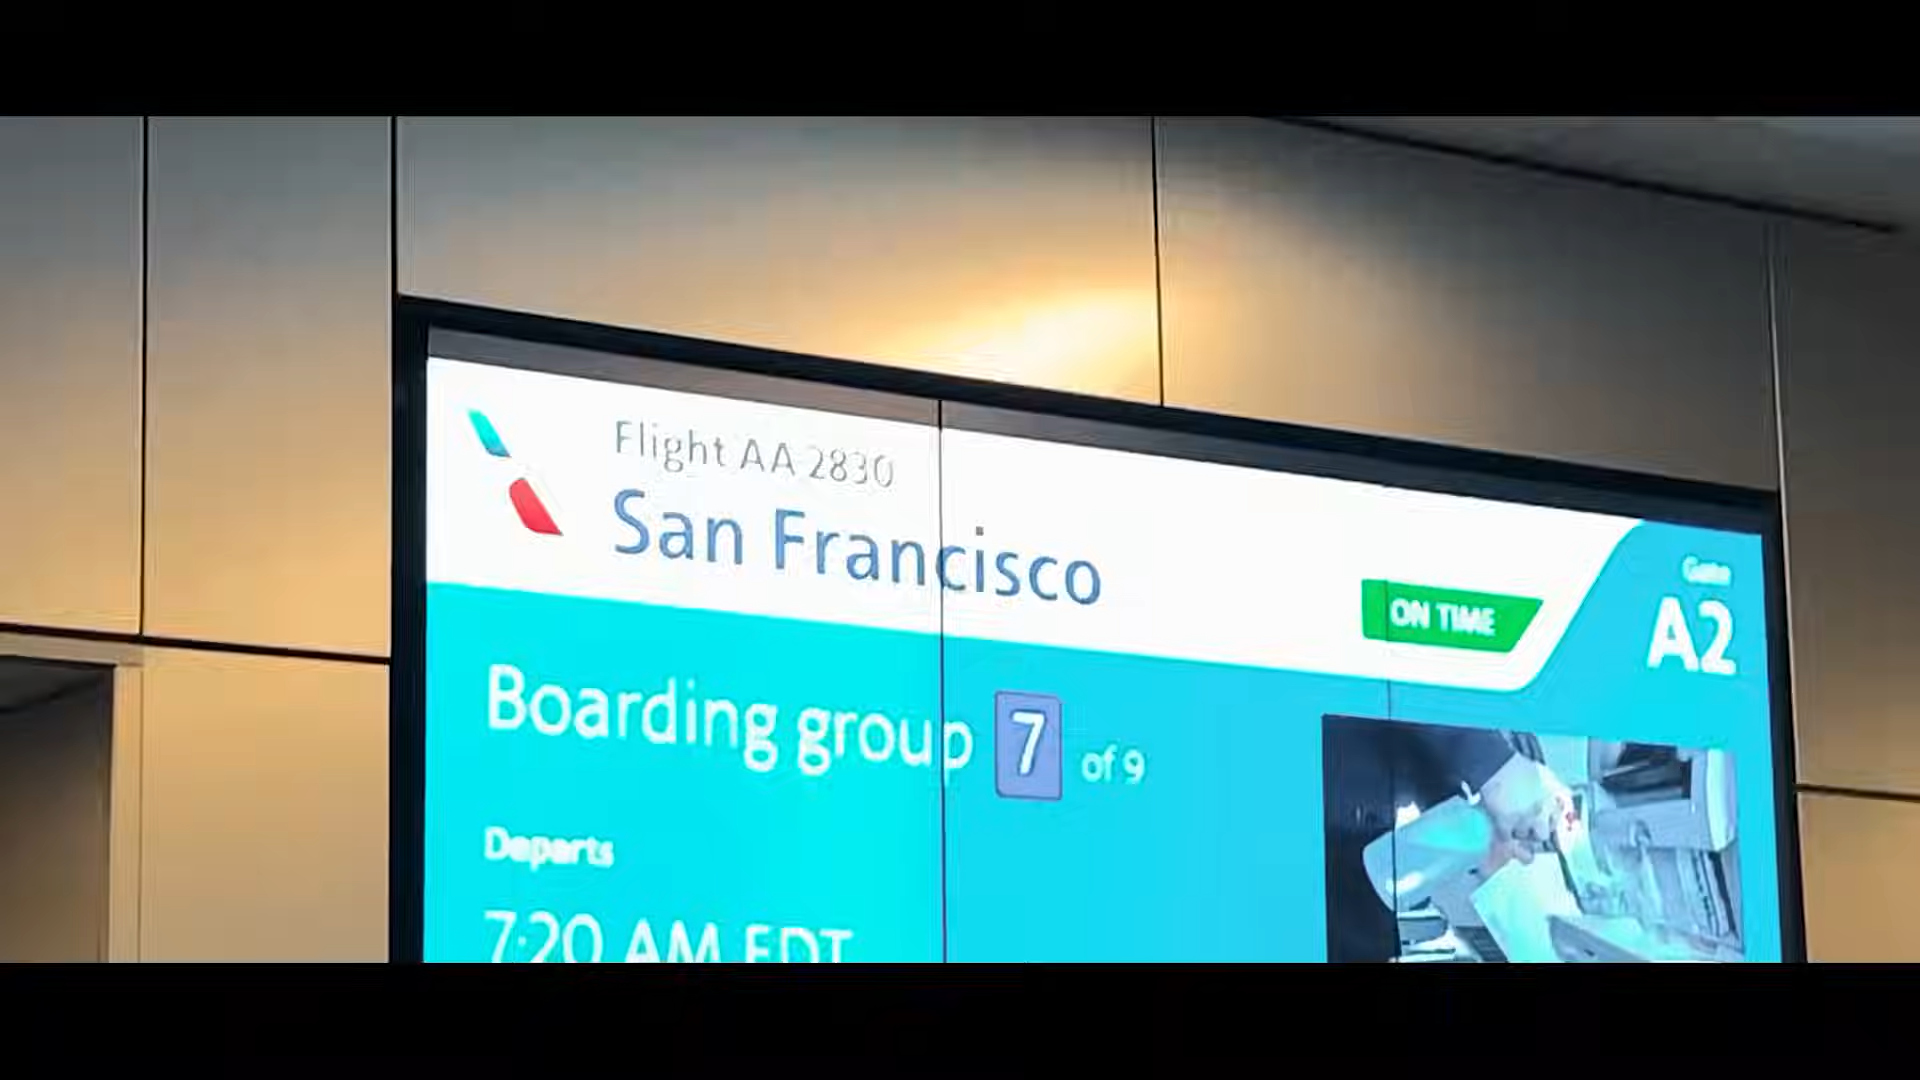 Flight AA 2830
San Francisco
ON TIME
Gate
A2
Boarding group 7 of 9
Departs
7:20 AM EDT